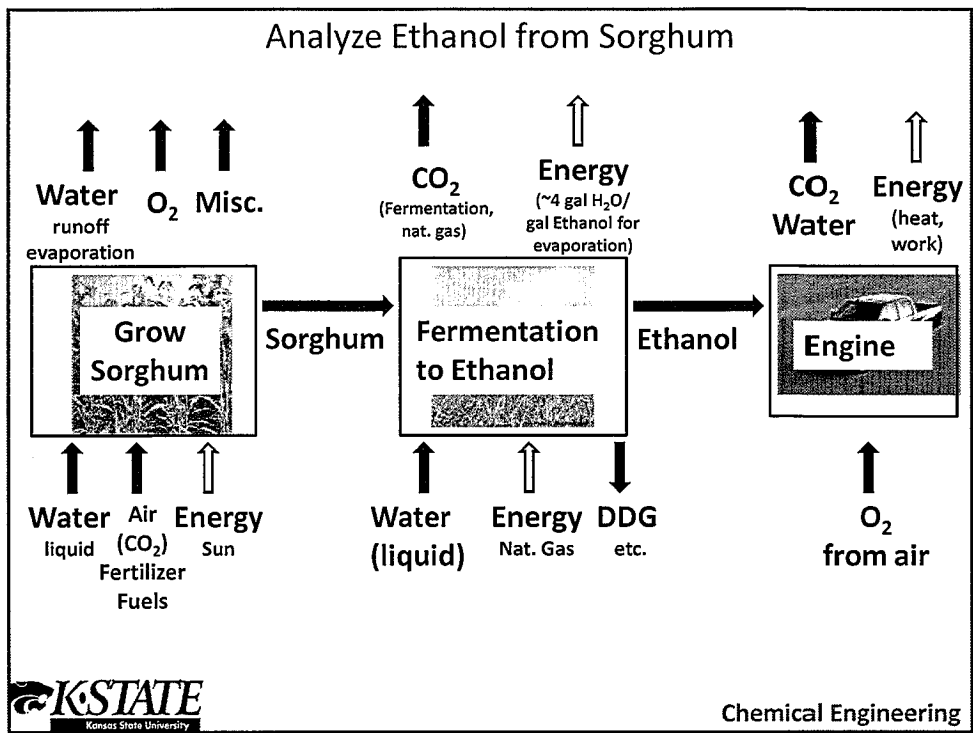 Analyze Ethanol from Sorghum
Water
runoff
evaporation
O₂
Misc.
CO₂
(Fermentation,
nat. gas)
Energy
(~4 gal H₂O/
gal Ethanol for
evaporation)
CO₂
Water
Energy
(heat,
work)
Grow
Sorghum
Sorghum
Fermentation
to Ethanol
Ethanol
Engine
Water
liquid
Air
(CO₂)
Fertilizer
Fuels
Energy
Sun
Water
(liquid)
Energy
Nat. Gas
DDG
etc.
O₂
from air
K-STATE
Kansas State University
Chemical Engineering